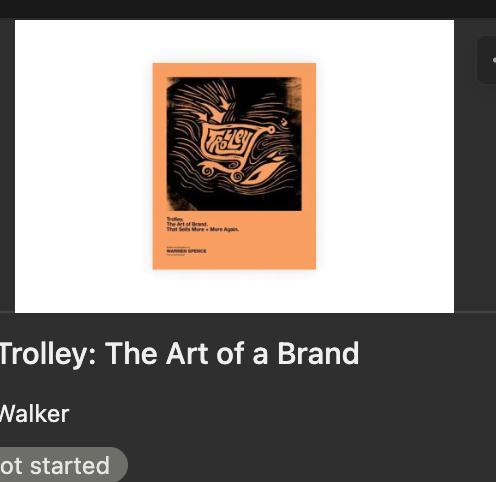 TROLLEY
Trolley.
The Art of Brand.
That Sells More + More Again.
WARREN SPENCE
Trolley: The Art of a Brand
Walker
ot started